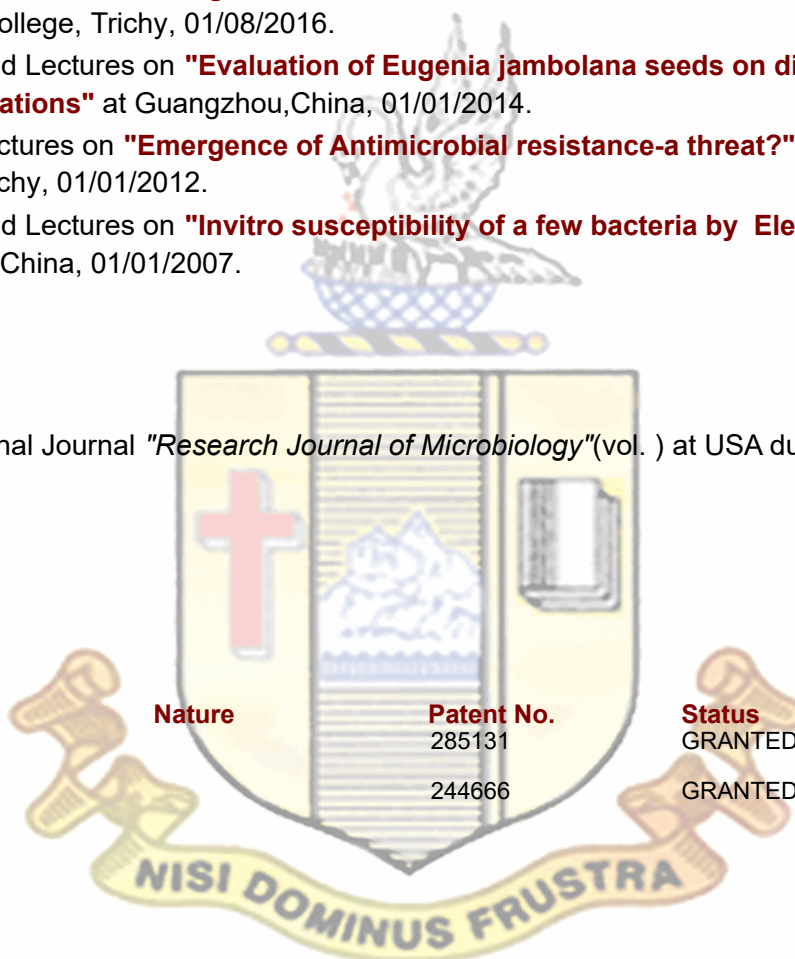 ollege, Trichy, 01/08/2016.
d Lectures on "Evaluation of Eugenia jambolana seeds on di
ations" at Guangzhou,China, 01/01/2014.
ctures on "Emergence of Antimicrobial resistance-a threat?"
chy, 01/01/2012.
d Lectures on "Invitro susceptibility of a few bacteria by Ele
China, 01/01/2007.
nal Journal "Research Journal of Microbiology"(vol. ) at USA du
Nature Patent No. Status
285131 GRANTED
244666 GRANTED
NISI DOMINUS FRUSTRA